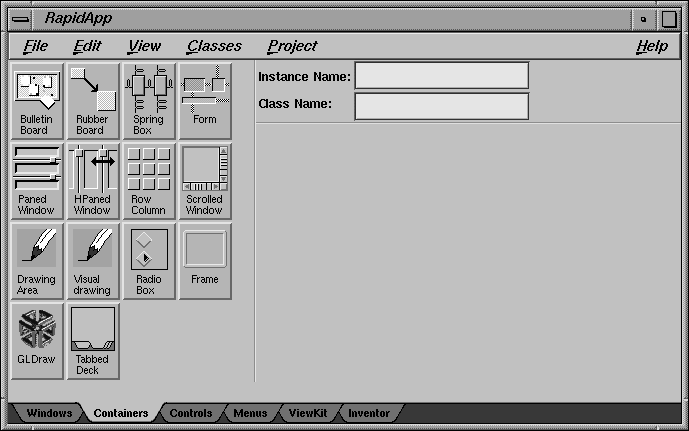 RapidApp
File Edit View Classes Project Help
Instance Name:
Class Name:
Bulletin Board
Rubber Board
Spring Box
Form
Paned Window
HPaned Window
Row Column
Scrolled Window
Drawing Area
Visual drawing
Radio Box
Frame
GLDraw
Tabbed Deck
Windows Containers Controls Menus ViewKit Inventor